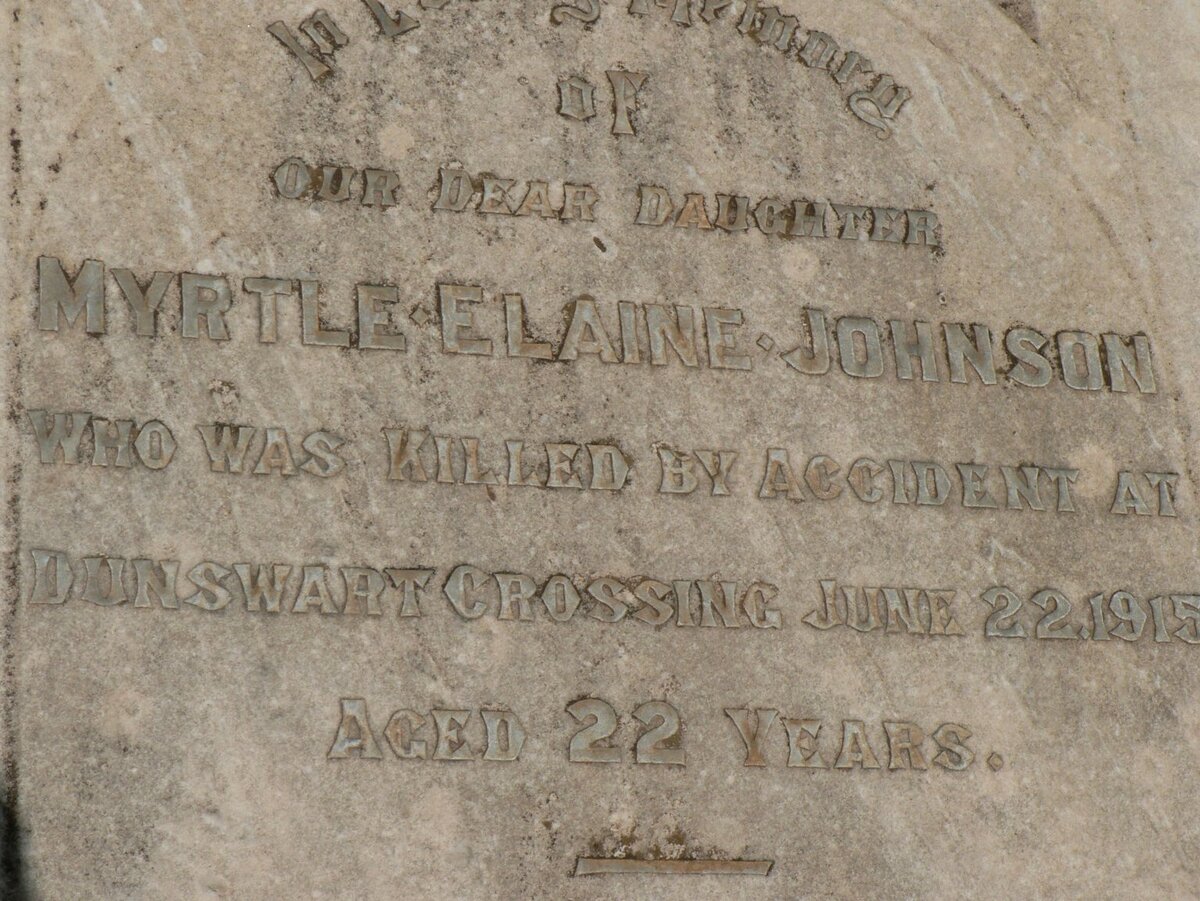 In Loving Memory
of
OUR DEAR DAUGHTER
MYRTLE·ELAINE·JOHNSON
WHO WAS KILLED BY ACCIDENT AT
DUNSWART CROSSING JUNE 22.1915
AGED 22 YEARS.